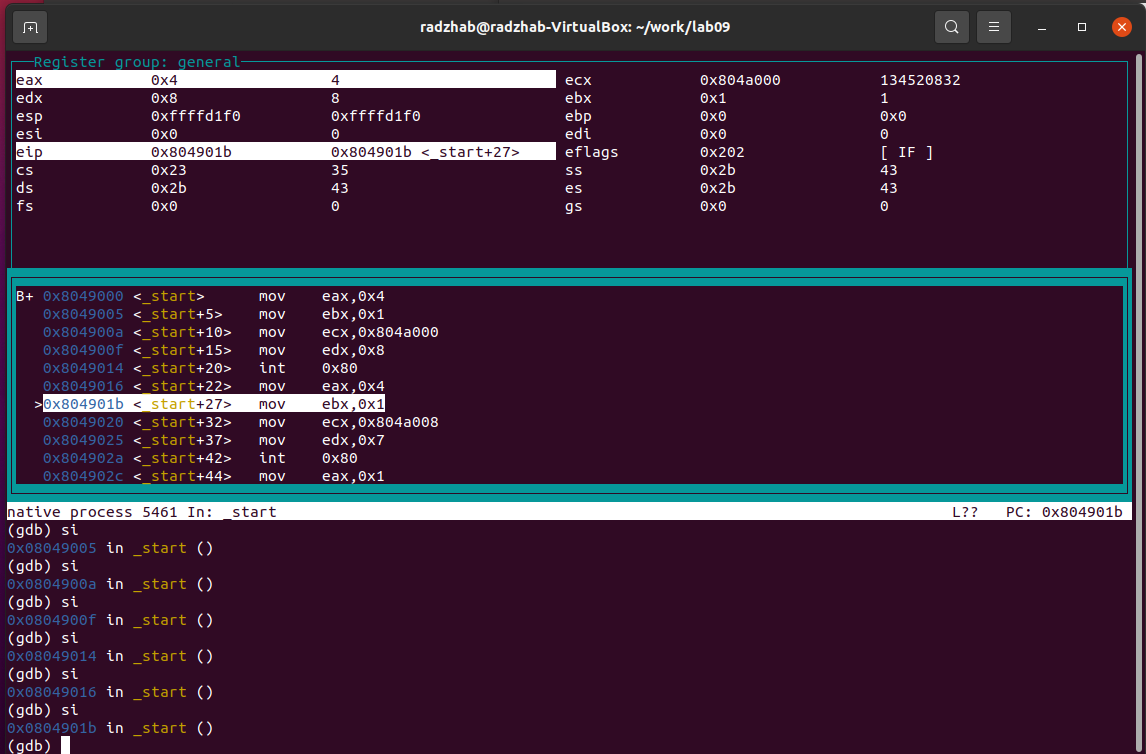 radzhab@radzhab-VirtualBox: ~/work/lab09
Register group: general
eax 0x4 4 ecx 0x804a000 134520832
edx 0x8 8 ebx 0x1 1
esp 0xffffd1f0 0xffffd1f0 ebp 0x0 0x0
esi 0x0 0 edi 0x0 0
eip 0x804901b 0x804901b <_start+27> eflags 0x202 [ IF ]
cs 0x23 35 ss 0x2b 43
ds 0x2b 43 es 0x2b 43
fs 0x0 0 gs 0x0 0
B+ 0x8049000 <_start> mov eax,0x4
0x8049005 <_start+5> mov ebx,0x1
0x804900a <_start+10> mov ecx,0x804a000
0x804900f <_start+15> mov edx,0x8
0x8049014 <_start+20> int 0x80
0x8049016 <_start+22> mov eax,0x4
>0x804901b <_start+27> mov ebx,0x1
0x8049020 <_start+32> mov ecx,0x804a008
0x8049025 <_start+37> mov edx,0x7
0x804902a <_start+42> int 0x80
0x804902c <_start+44> mov eax,0x1
native process 5461 In: _start L?? PC: 0x804901b
(gdb) si
0x08049005 in _start ()
(gdb) si
0x0804900a in _start ()
(gdb) si
0x0804900f in _start ()
(gdb) si
0x08049014 in _start ()
(gdb) si
0x08049016 in _start ()
(gdb) si
0x0804901b in _start ()
(gdb)